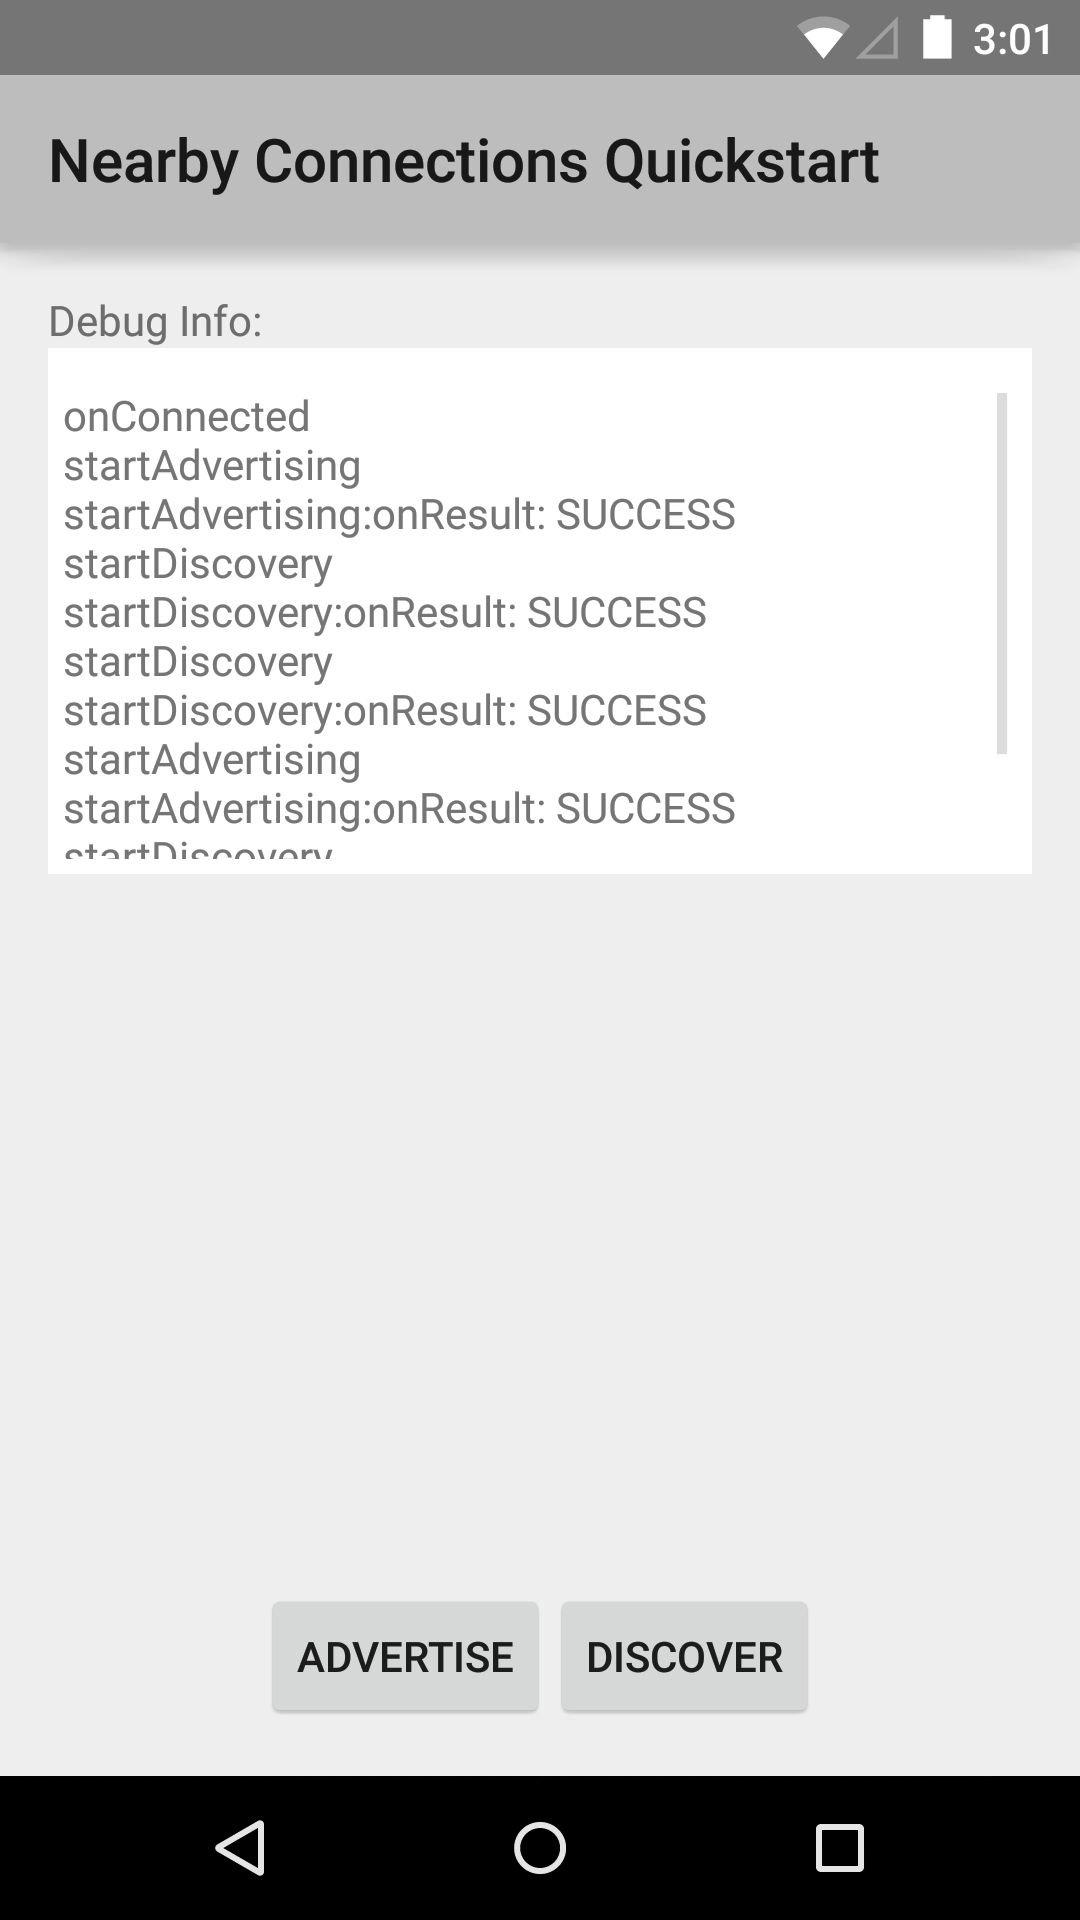 3:01
Nearby Connections Quickstart
Debug Info:
onConnected
startAdvertising
startAdvertising:onResult: SUCCESS
startDiscovery
startDiscovery:onResult: SUCCESS
startDiscovery
startDiscovery:onResult: SUCCESS
startAdvertising
startAdvertising:onResult: SUCCESS
startDiscovery
ADVERTISE DISCOVER